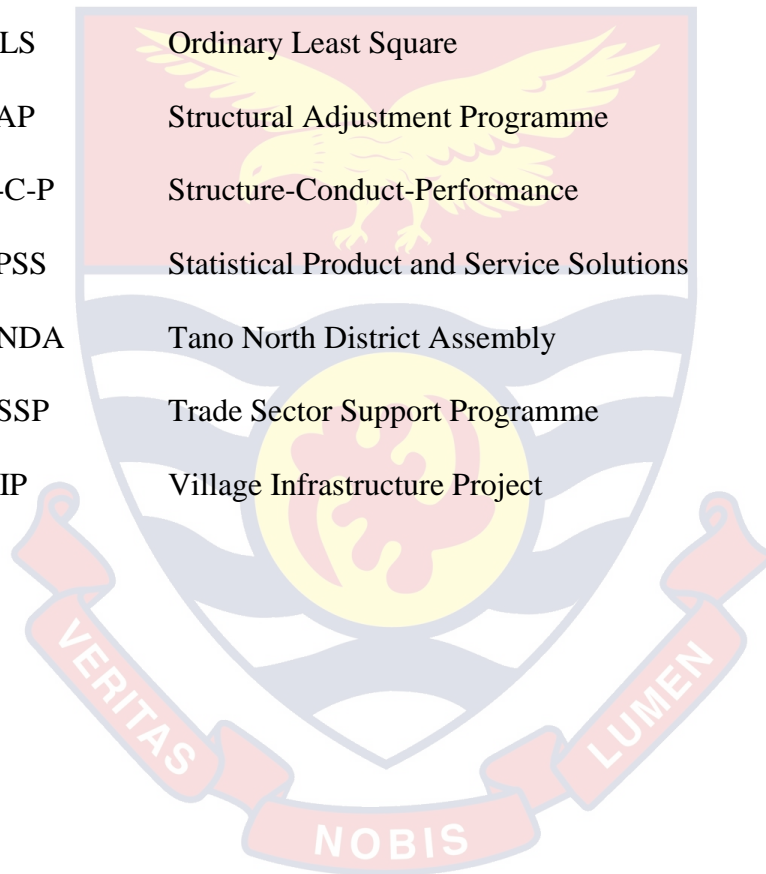 LS Ordinary Least Square
AP Structural Adjustment Programme
-C-P Structure-Conduct-Performance
PSS Statistical Product and Service Solutions
NDA Tano North District Assembly
SSP Trade Sector Support Programme
IP Village Infrastructure Project
VERITAS
NOBIS
LUMEN